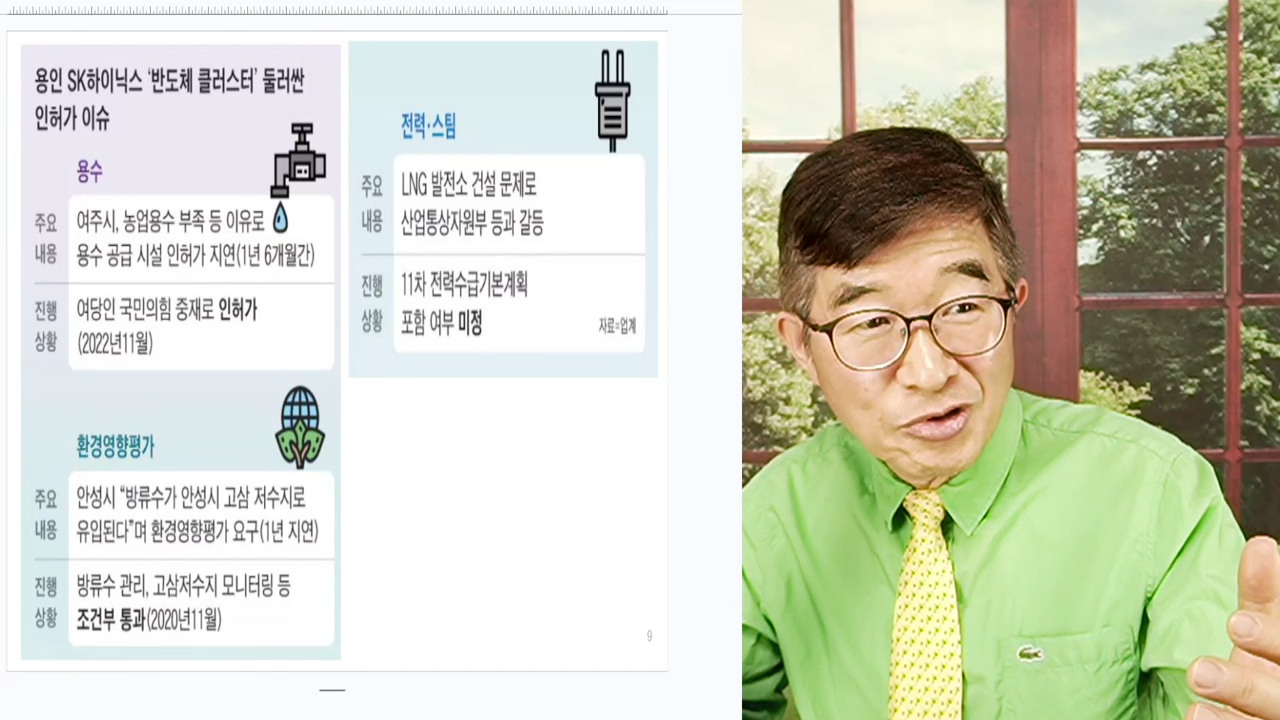 용인 SK하이닉스 ‘반도체 클러스터’ 둘러싼
인허가 이슈
용수
주요
내용
여주시, 농업용수 부족 등 이유로
용수 공급 시설 인허가 지연(1년 6개월간)
진행
상황
여당인 국민의힘 중재로 인허가
(2022년11월)
환경영향평가
주요
내용
안성시 “방류수가 안성시 고삼 저수지로
유입된다”며 환경영향평가 요구(1년 지연)
진행
상황
방류수 관리, 고삼저수지 모니터링 등
조건부 통과(2020년11월)
전력·스팀
주요
내용
LNG 발전소 건설 문제로
산업통상자원부 등과 갈등
진행
상황
11차 전력수급기본계획
포함 여부 미정
자료=업계
9